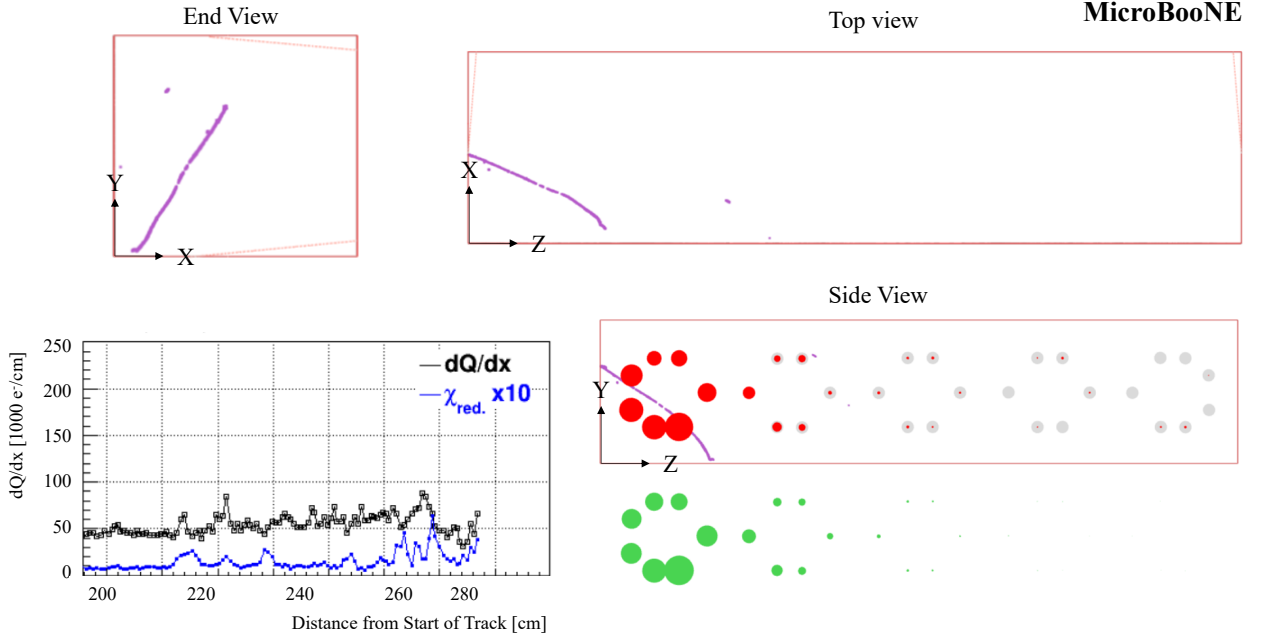 MicroBooNE
End View
Top view
Y
X
X
Z
Side View
Y
Z
dQ/dx [1000 e-/cm]
250
200
150
100
50
0
dQ/dx
χred. x10
200 220 240 260 280
Distance from Start of Track [cm]